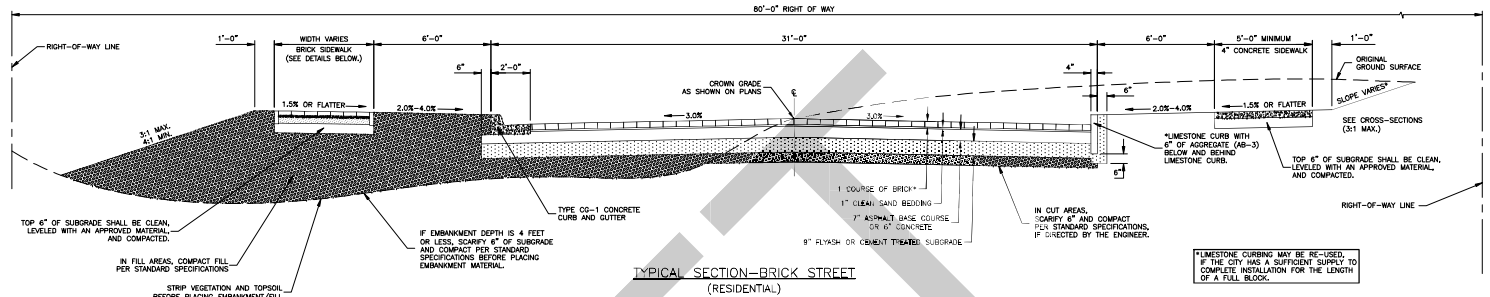 80'-0" RIGHT OF WAY
RIGHT-OF-WAY LINE
1'-0"
WIDTH VARIES
BRICK SIDEWALK
(SEE DETAILS BELOW.)
6'-0"
31'-0"
6'-0"
5'-0" MINIMUM
4" CONCRETE SIDEWALK
1'-0"
6"
2'-0"
4"
6"
CROWN GRADE
AS SHOWN ON PLANS
ORIGINAL
GROUND SURFACE
1.5% OR FLATTER
2.0%-4.0%
3.0%
3.0%
2.0%-4.0%
1.5% OR FLATTER
SLOPE VARIES*
3:1 MAX.
4:1 MIN.
SEE CROSS-SECTIONS
(3:1 MAX.)
*LIMESTONE CURB WITH
6" OF AGGREGATE (AB-3)
BELOW AND BEHIND
LIMESTONE CURB.
6"
TOP 6" OF SUBGRADE SHALL BE CLEAN,
LEVELED WITH AN APPROVED MATERIAL,
AND COMPACTED.
1 COURSE OF BRICK*
1" CLEAN SAND BEDDING
7" ASPHALT BASE COURSE
OR 6" CONCRETE
9" FLYASH OR CEMENT TREATED SUBGRADE
TYPE CG-1 CONCRETE
CURB AND GUTTER
IN CUT AREAS,
SCARIFY 6" AND COMPACT
PER STANDARD SPECIFICATIONS,
IF DIRECTED BY THE ENGINEER.
RIGHT-OF-WAY LINE
TOP 6" OF SUBGRADE SHALL BE CLEAN,
LEVELED WITH AN APPROVED MATERIAL,
AND COMPACTED.
IF EMBANKMENT DEPTH IS 4 FEET
OR LESS, SCARIFY 6" OF SUBGRADE
AND COMPACT PER STANDARD
SPECIFICATIONS BEFORE PLACING
EMBANKMENT MATERIAL.
IN FILL AREAS, COMPACT FILL
PER STANDARD SPECIFICATIONS
STRIP VEGETATION AND TOPSOIL
BEFORE PLACING EMBANKMENT/FILL
TYPICAL SECTION-BRICK STREET
(RESIDENTIAL)
*LIMESTONE CURBING MAY BE RE-USED,
IF THE CITY HAS A SUFFICIENT SUPPLY TO
COMPLETE INSTALLATION FOR THE LENGTH
OF A FULL BLOCK.